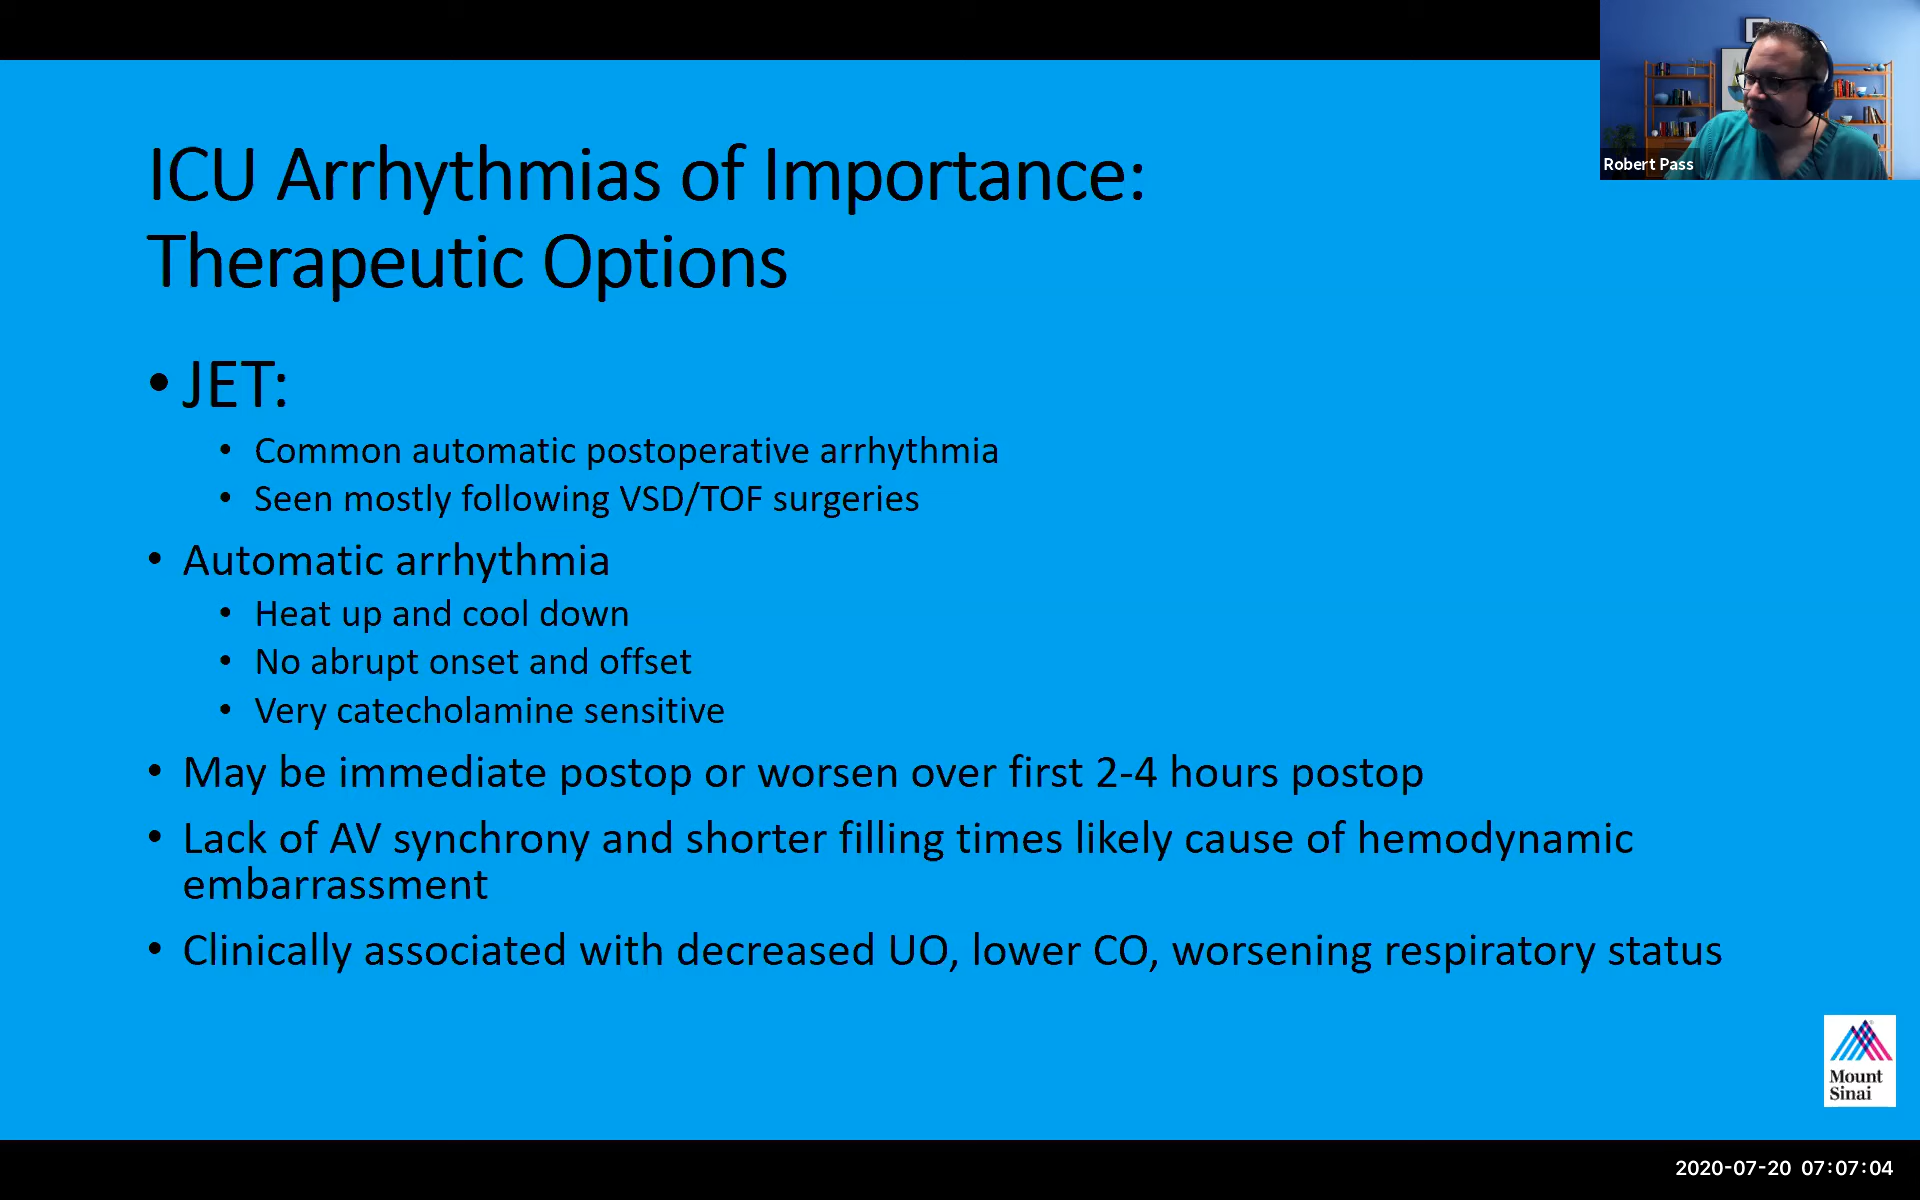 Robert Pass
ICU Arrhythmias of Importance:
Therapeutic Options
• JET:
• Common automatic postoperative arrhythmia
• Seen mostly following VSD/TOF surgeries
• Automatic arrhythmia
• Heat up and cool down
• No abrupt onset and offset
• Very catecholamine sensitive
• May be immediate postop or worsen over first 2-4 hours postop
• Lack of AV synchrony and shorter filling times likely cause of hemodynamic
embarrassment
• Clinically associated with decreased UO, lower CO, worsening respiratory status
Mount
Sinai
2020-07-20 07:07:04